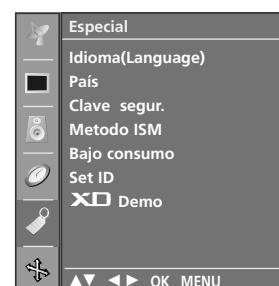 Especial
Idioma(Language)
País
Clave segur.
Metodo ISM
Bajo consumo
Set ID
XD Demo
▲▼ ◄► OK MENU